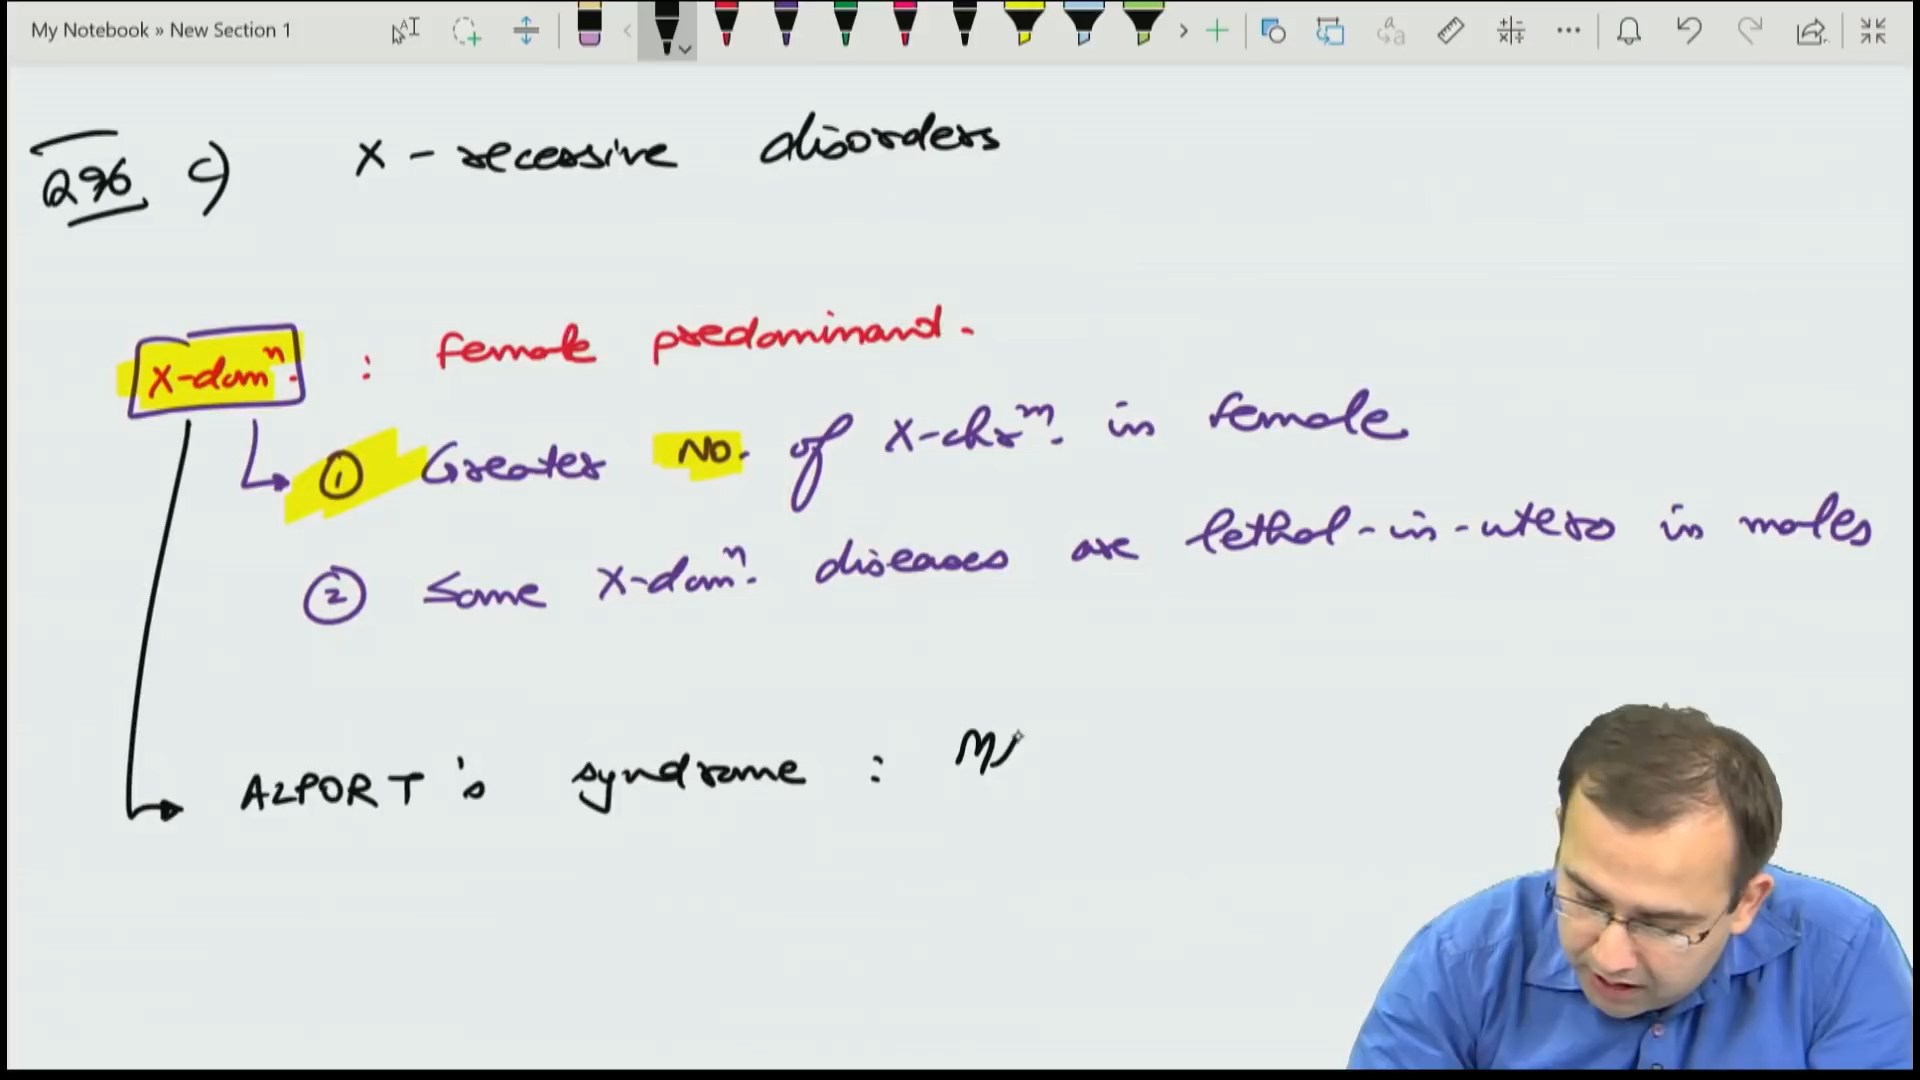 My Notebook » New Section 1
Q96 c) X - recessive disorders
X-domⁿ. : female predominant.
① Greater No. of X-chrᵐ. in female
② Some X-domⁿ. diseases are lethal-in-utero in males
ALPORT's syndrome :